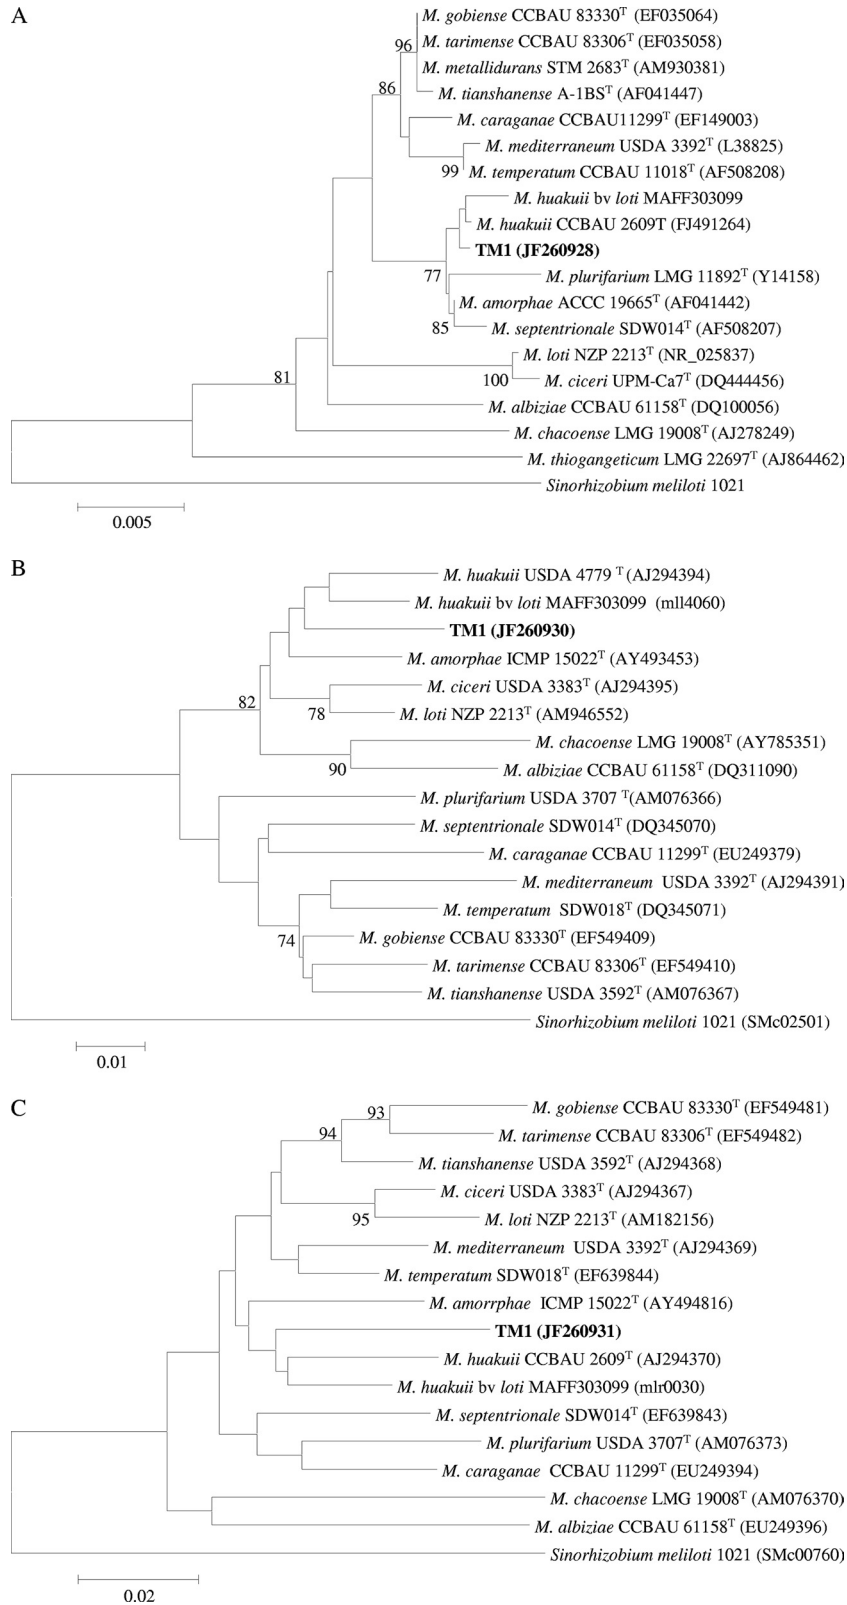 A
M. gobiense CCBAU 83330T (EF035064)
M. tarimense CCBAU 83306T (EF035058)
96
M. metallidurans STM 2683T (AM930381)
86
M. tianshanense A-1BST (AF041447)
M. caraganae CCBAU11299T (EF149003)
M. mediterraneum USDA 3392T (L38825)
99
M. temperatum CCBAU 11018T (AF508208)
M. huakuii bv loti MAFF303099
M. huakuii CCBAU 2609T (FJ491264)
TM1 (JF260928)
77
M. plurifarium LMG 11892T (Y14158)
M. amorphae ACCC 19665T (AF041442)
85
M. septentrionale SDW014T (AF508207)
M. loti NZP 2213T (NR_025837)
81
100
M. ciceri UPM-Ca7T (DQ444456)
M. albiziae CCBAU 61158T (DQ100056)
M. chacoense LMG 19008T (AJ278249)
M. thiogangeticum LMG 22697T (AJ864462)
Sinorhizobium meliloti 1021
0.005
B
M. huakuii USDA 4779 T (AJ294394)
M. huakuii bv loti MAFF303099 (mll4060)
TM1 (JF260930)
M. amorphae ICMP 15022T (AY493453)
M. ciceri USDA 3383T (AJ294395)
82
78
M. loti NZP 2213T (AM946552)
M. chacoense LMG 19008T (AY785351)
90
M. albiziae CCBAU 61158T (DQ311090)
M. plurifarium USDA 3707 T(AM076366)
M. septentrionale SDW014T (DQ345070)
M. caraganae CCBAU 11299T (EU249379)
M. mediterraneum USDA 3392T (AJ294391)
M. temperatum SDW018T (DQ345071)
74
M. gobiense CCBAU 83330T (EF549409)
M. tarimense CCBAU 83306T (EF549410)
M. tianshanense USDA 3592T (AM076367)
Sinorhizobium meliloti 1021 (SMc02501)
0.01
C
93
M. gobiense CCBAU 83330T (EF549481)
94
M. tarimense CCBAU 83306T (EF549482)
M. tianshanense USDA 3592T (AJ294368)
M. ciceri USDA 3383T (AJ294367)
95
M. loti NZP 2213T (AM182156)
M. mediterraneum USDA 3392T (AJ294369)
M. temperatum SDW018T (EF639844)
M. amorrphae ICMP 15022T (AY494816)
TM1 (JF260931)
M. huakuii CCBAU 2609T (AJ294370)
M. huakuii bv loti MAFF303099 (mlr0030)
M. septentrionale SDW014T (EF639843)
M. plurifarium USDA 3707T (AM076373)
M. caraganae CCBAU 11299T (EU249394)
M. chacoense LMG 19008T (AM076370)
M. albiziae CCBAU 61158T (EU249396)
Sinorhizobium meliloti 1021 (SMc00760)
0.02